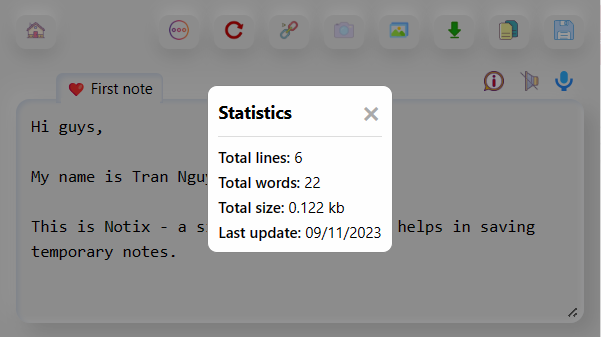 First note
Hi guys,
My name is Tran
This is Notix - a helps in saving
temporary notes.
Statistics
Total lines: 6
Total words: 22
Total size: 0.122 kb
Last update: 09/11/2023